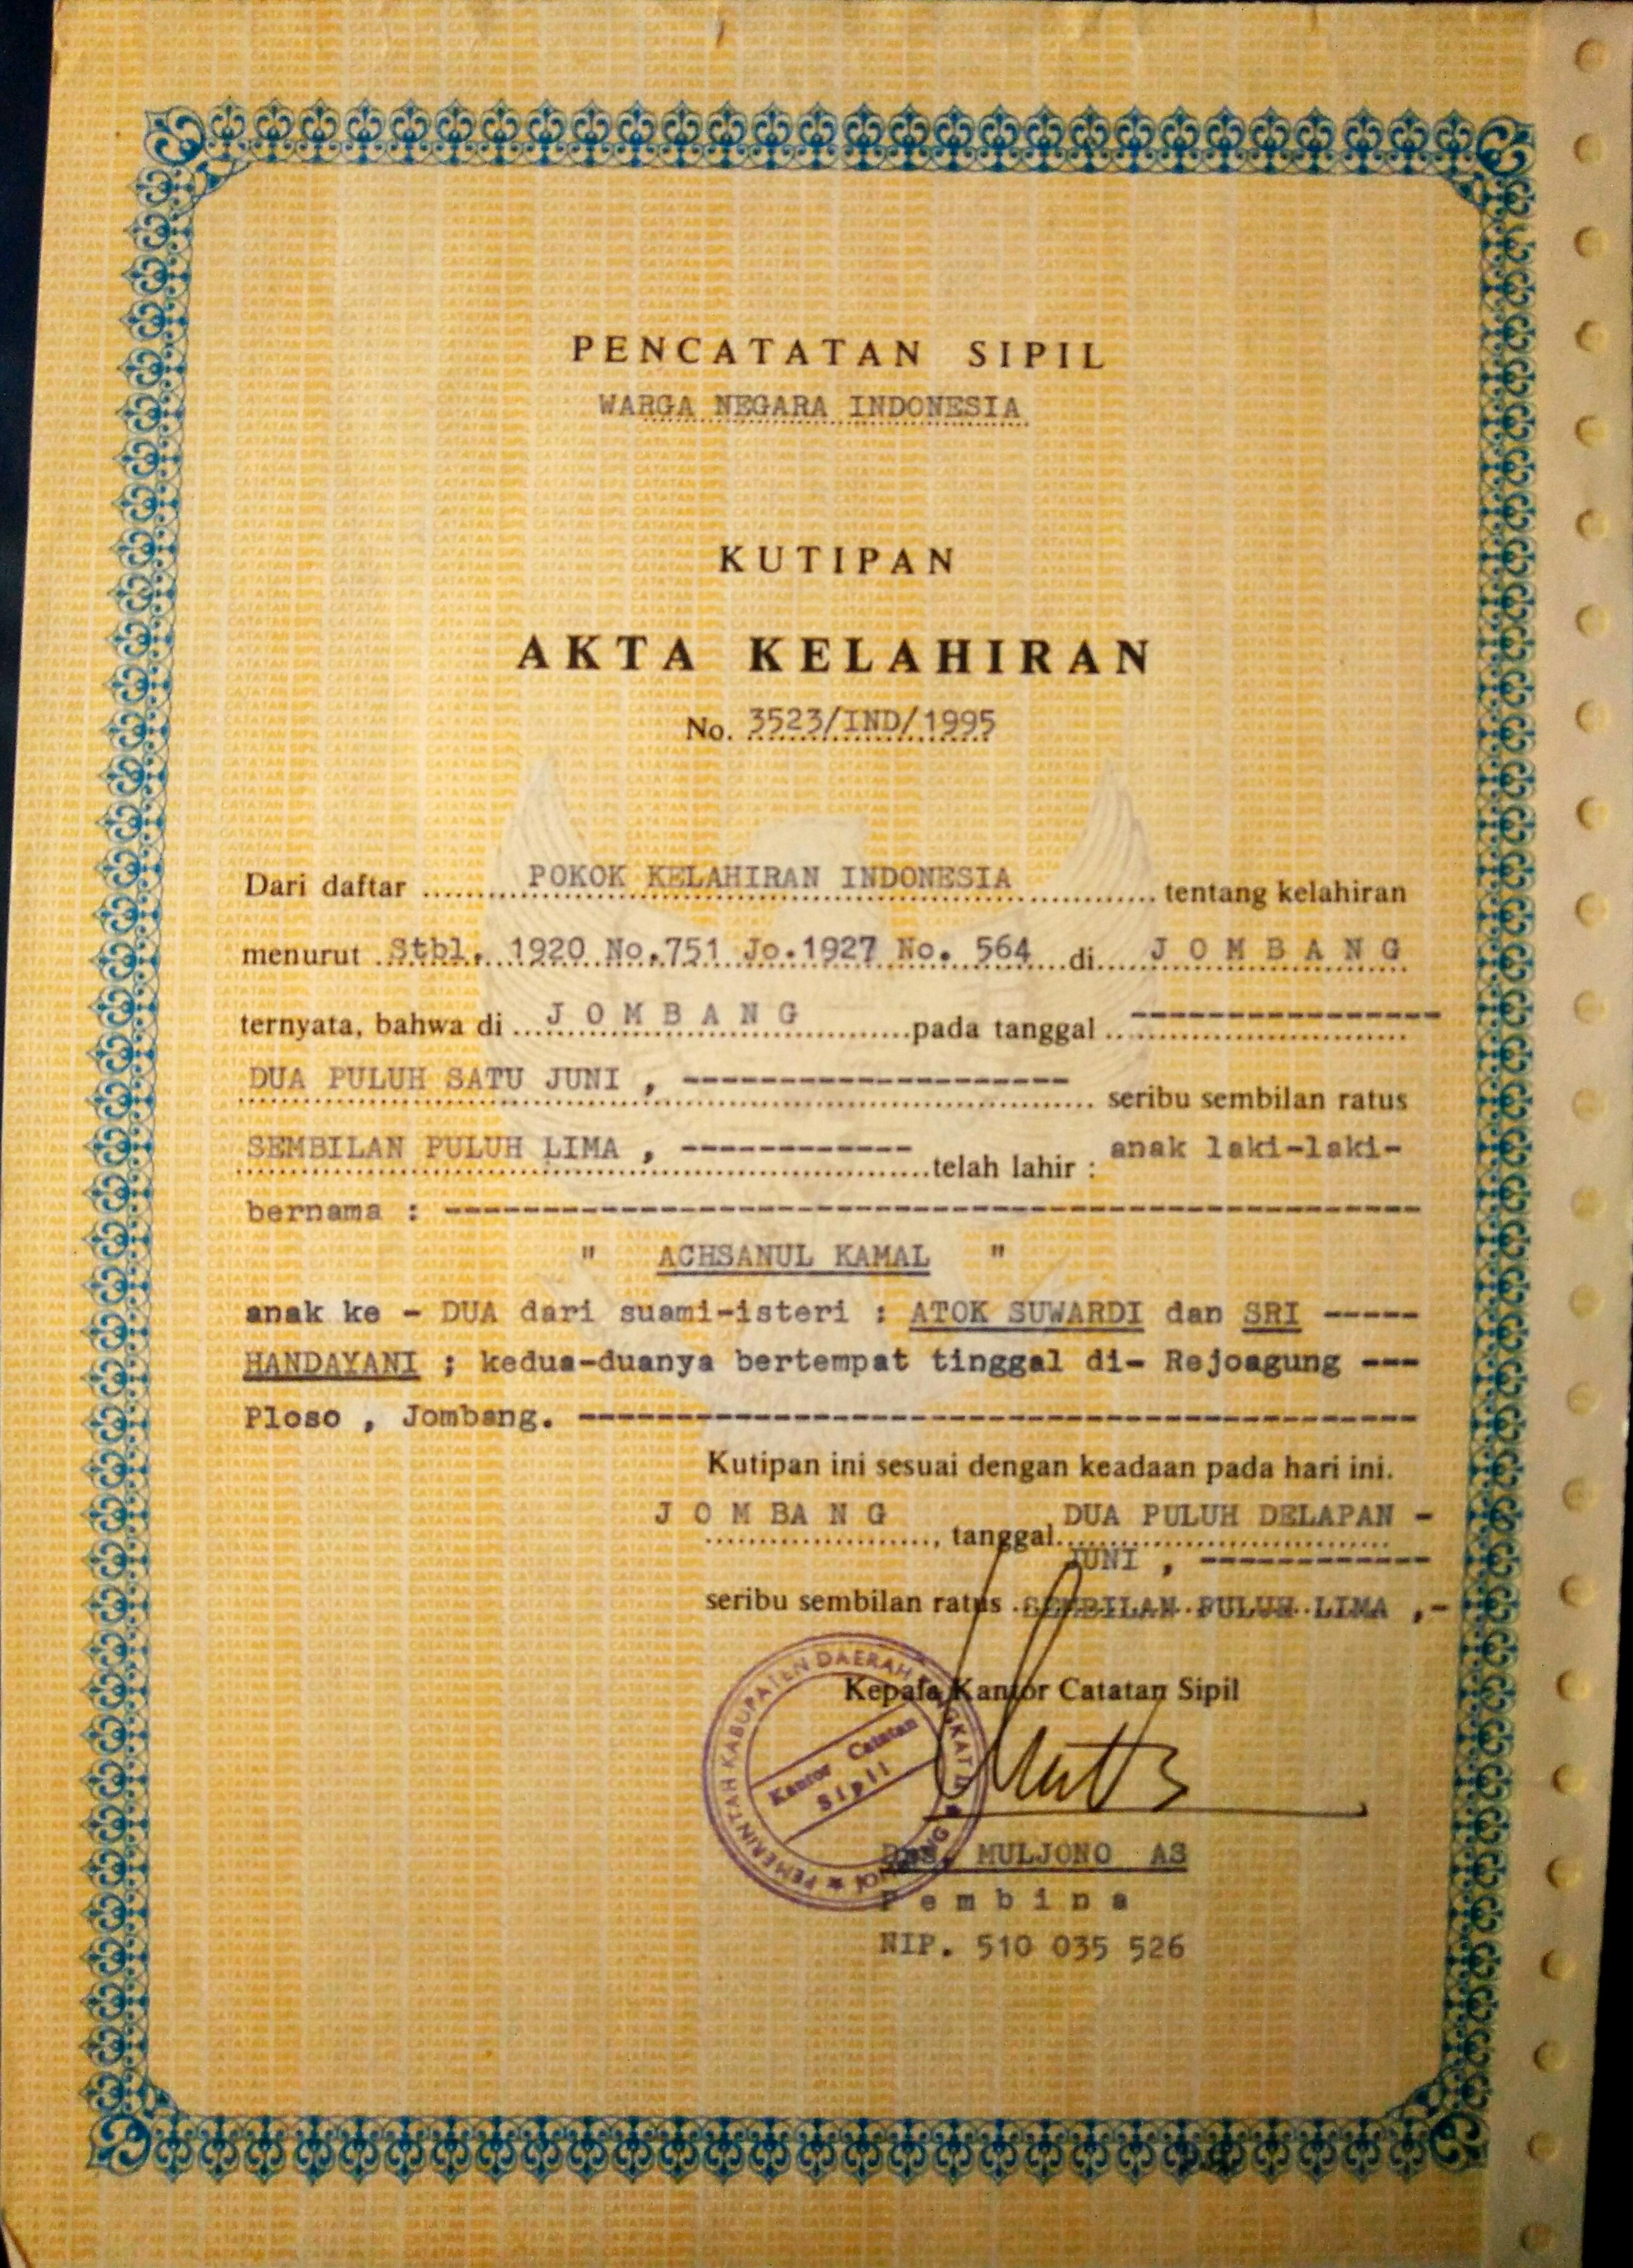 PENCATATAN SIPIL
WARGA NEGARA INDONESIA
KUTIPAN
AKTA KELAHIRAN
No. 3523/IND/1995
Dari daftar POKOK KELAHIRAN INDONESIA tentang kelahiran
menurut Stbl. 1920 No.751 Jo.1927 No. 564 di J O M B A N G
ternyata, bahwa di J O M B A N G pada tanggal ----------------
DUA PULUH SATU JUNI , -------------------- seribu sembilan ratus
SEMBILAN PULUH LIMA , ------------ telah lahir : anak laki-laki-
bernama : --------------------------------------------------
" ACHSANUL KAMAL "
anak ke - DUA dari suami-isteri : ATOK SUWARDI dan SRI -----
HANDAYANI ; kedua-duanya bertempat tinggal di- Rejoagung ---
Ploso , Jombang. -------------------------------------------
Kutipan ini sesuai dengan keadaan pada hari ini.
J O M BA N G , tanggal DUA PULUH DELAPAN -
JUNI , ------------
seribu sembilan ratus SEMBILAN PULUH LIMA ,-
Kepala Kantor Catatan Sipil
PEMERINTAH KABUPATEN DAERAH TINGKAT II JOMBANG
Kantor Catatan
Sipil
DRS. MULJONO AS
P e m b i n a
NIP. 510 035 526